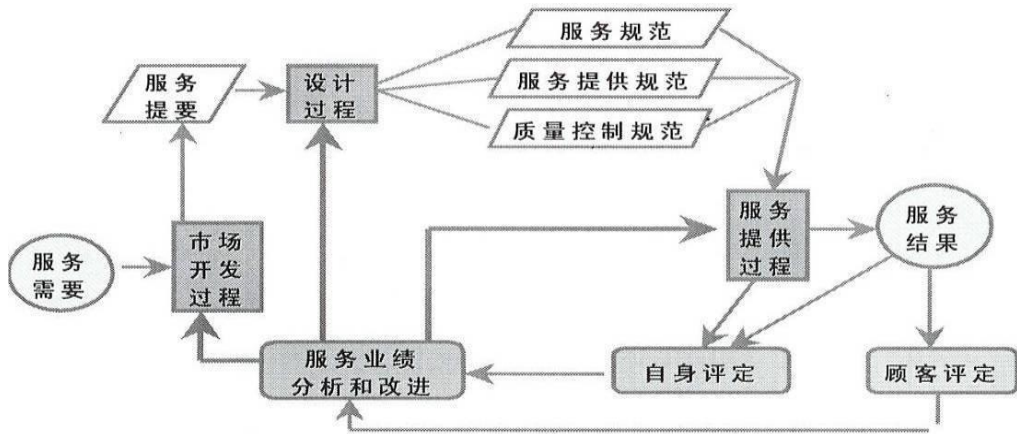 服务规范
服务
提要
设计
过程
服务提供规范
质量控制规范
服务
需要
市场
开发
过程
服务
提供
过程
服务
结果
服务业绩
分析和改进
自身评定
顾客评定